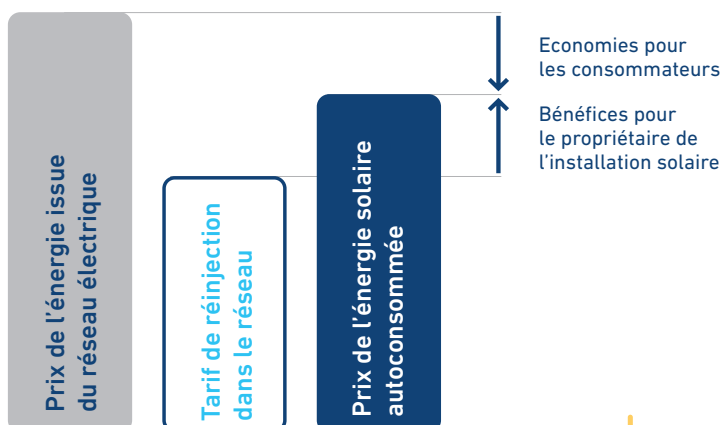 Economies pour
les consommateurs
Bénéfices pour
le propriétaire de
l'installation solaire
Prix de l'énergie issue
du réseau électrique
Tarif de réinjection
dans le réseau
Prix de l'énergie solaire
autoconsommée